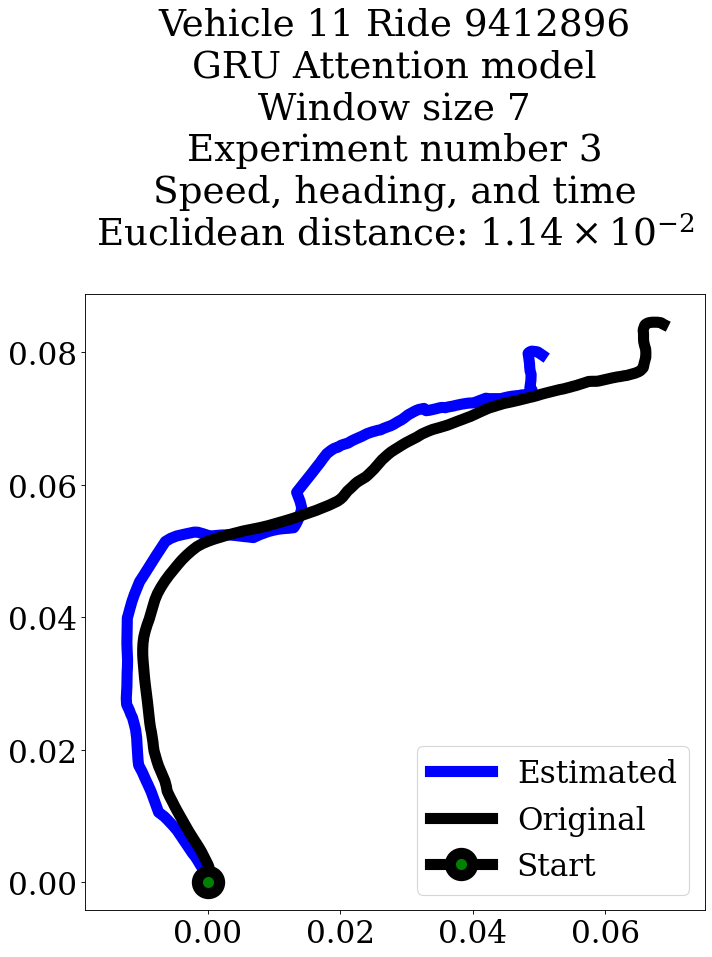 Vehicle 11 Ride 9412896
GRU Attention model
Window size 7
Experiment number 3
Speed, heading, and time
Euclidean distance: 1.14 × 10⁻²
0.08
0.06
0.04
0.02
0.00
Estimated
Original
Start
0.00 0.02 0.04 0.06